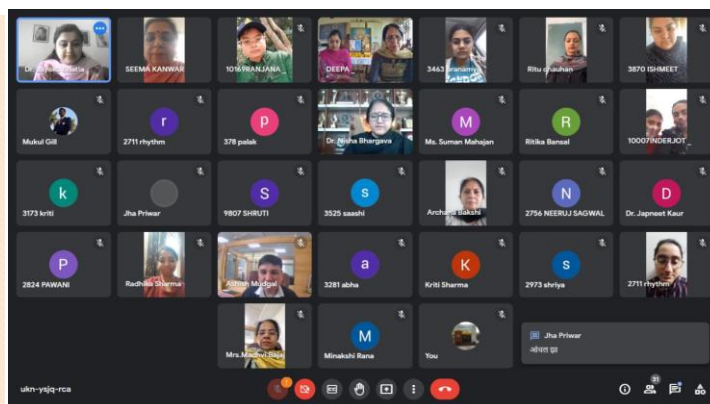 SEEMA KANWAR
10169RANJANA
DEEPA
Ritu chauhan
3870 ISHMEET
Mukul Gill
r
2711 rhythm
p
378 palak
Dr. Nisha Bhargava
M
Ms. Suman Mahajan
R
Ritika Bansal
10007INDERJOT
k
3173 kriti
Jha Priwar
S
9807 SHRUTI
s
3525 saashi
Archana Bakshi
N
2756 NEERUJ SAGWAL
D
Dr. Japneet Kaur
P
2824 PAWANI
Radhika Sharma
Ashish Mudgal
a
3281 abha
K
Kriti Sharma
s
2973 shriya
2711 rhythm
Mrs.Madhvi Bajaj
M
Minakshi Rana
You
Jha Priwar
आंचल झा
ukn-ysjq-rca
31